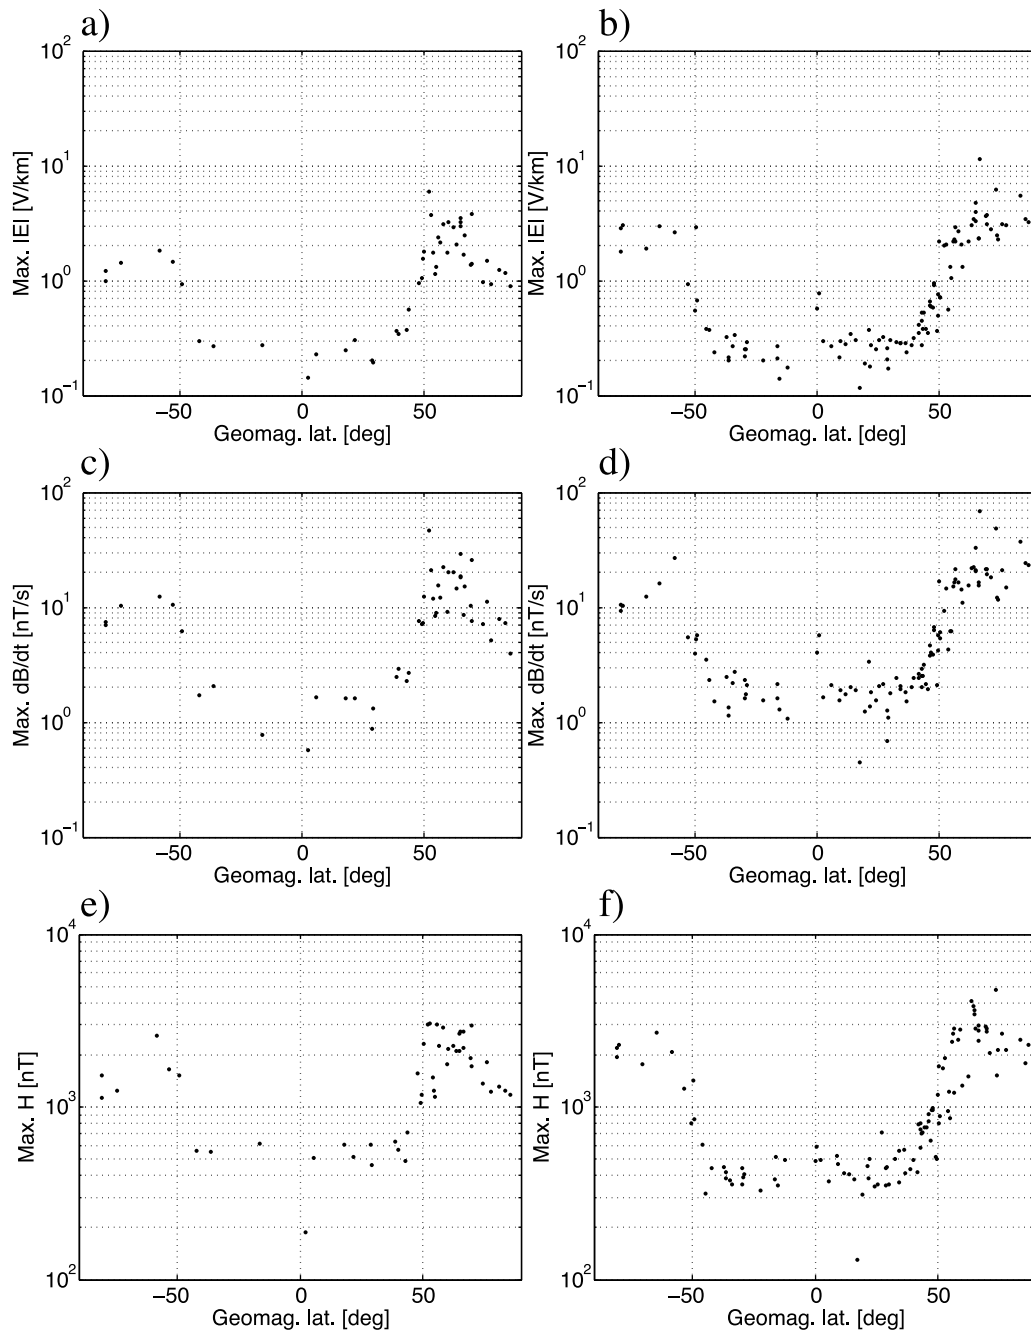 a)
10^2
10^1
10^0
10^−1
Max. |E| [V/km]
−50
0
50
Geomag. lat. [deg]
b)
10^2
10^1
10^0
10^−1
Max. |E| [V/km]
−50
0
50
Geomag. lat. [deg]
c)
10^2
10^1
10^0
10^−1
Max. dB/dt [nT/s]
−50
0
50
Geomag. lat. [deg]
d)
10^2
10^1
10^0
10^−1
Max. dB/dt [nT/s]
−50
0
50
Geomag. lat. [deg]
e)
10^4
10^3
10^2
Max. H [nT]
−50
0
50
Geomag. lat. [deg]
f)
10^4
10^3
10^2
Max. H [nT]
−50
0
50
Geomag. lat. [deg]